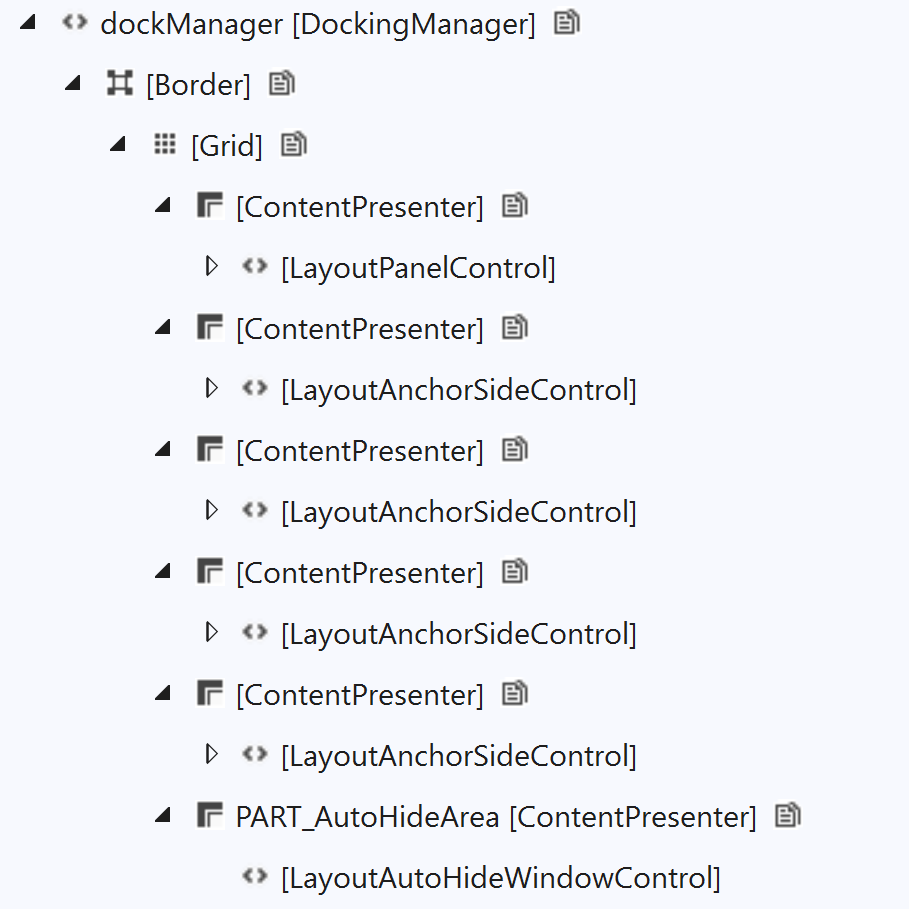 dockManager [DockingManager]
[Border]
[Grid]
[ContentPresenter]
[LayoutPanelControl]
[ContentPresenter]
[LayoutAnchorSideControl]
[ContentPresenter]
[LayoutAnchorSideControl]
[ContentPresenter]
[LayoutAnchorSideControl]
[ContentPresenter]
[LayoutAnchorSideControl]
PART_AutoHideArea [ContentPresenter]
[LayoutAutoHideWindowControl]